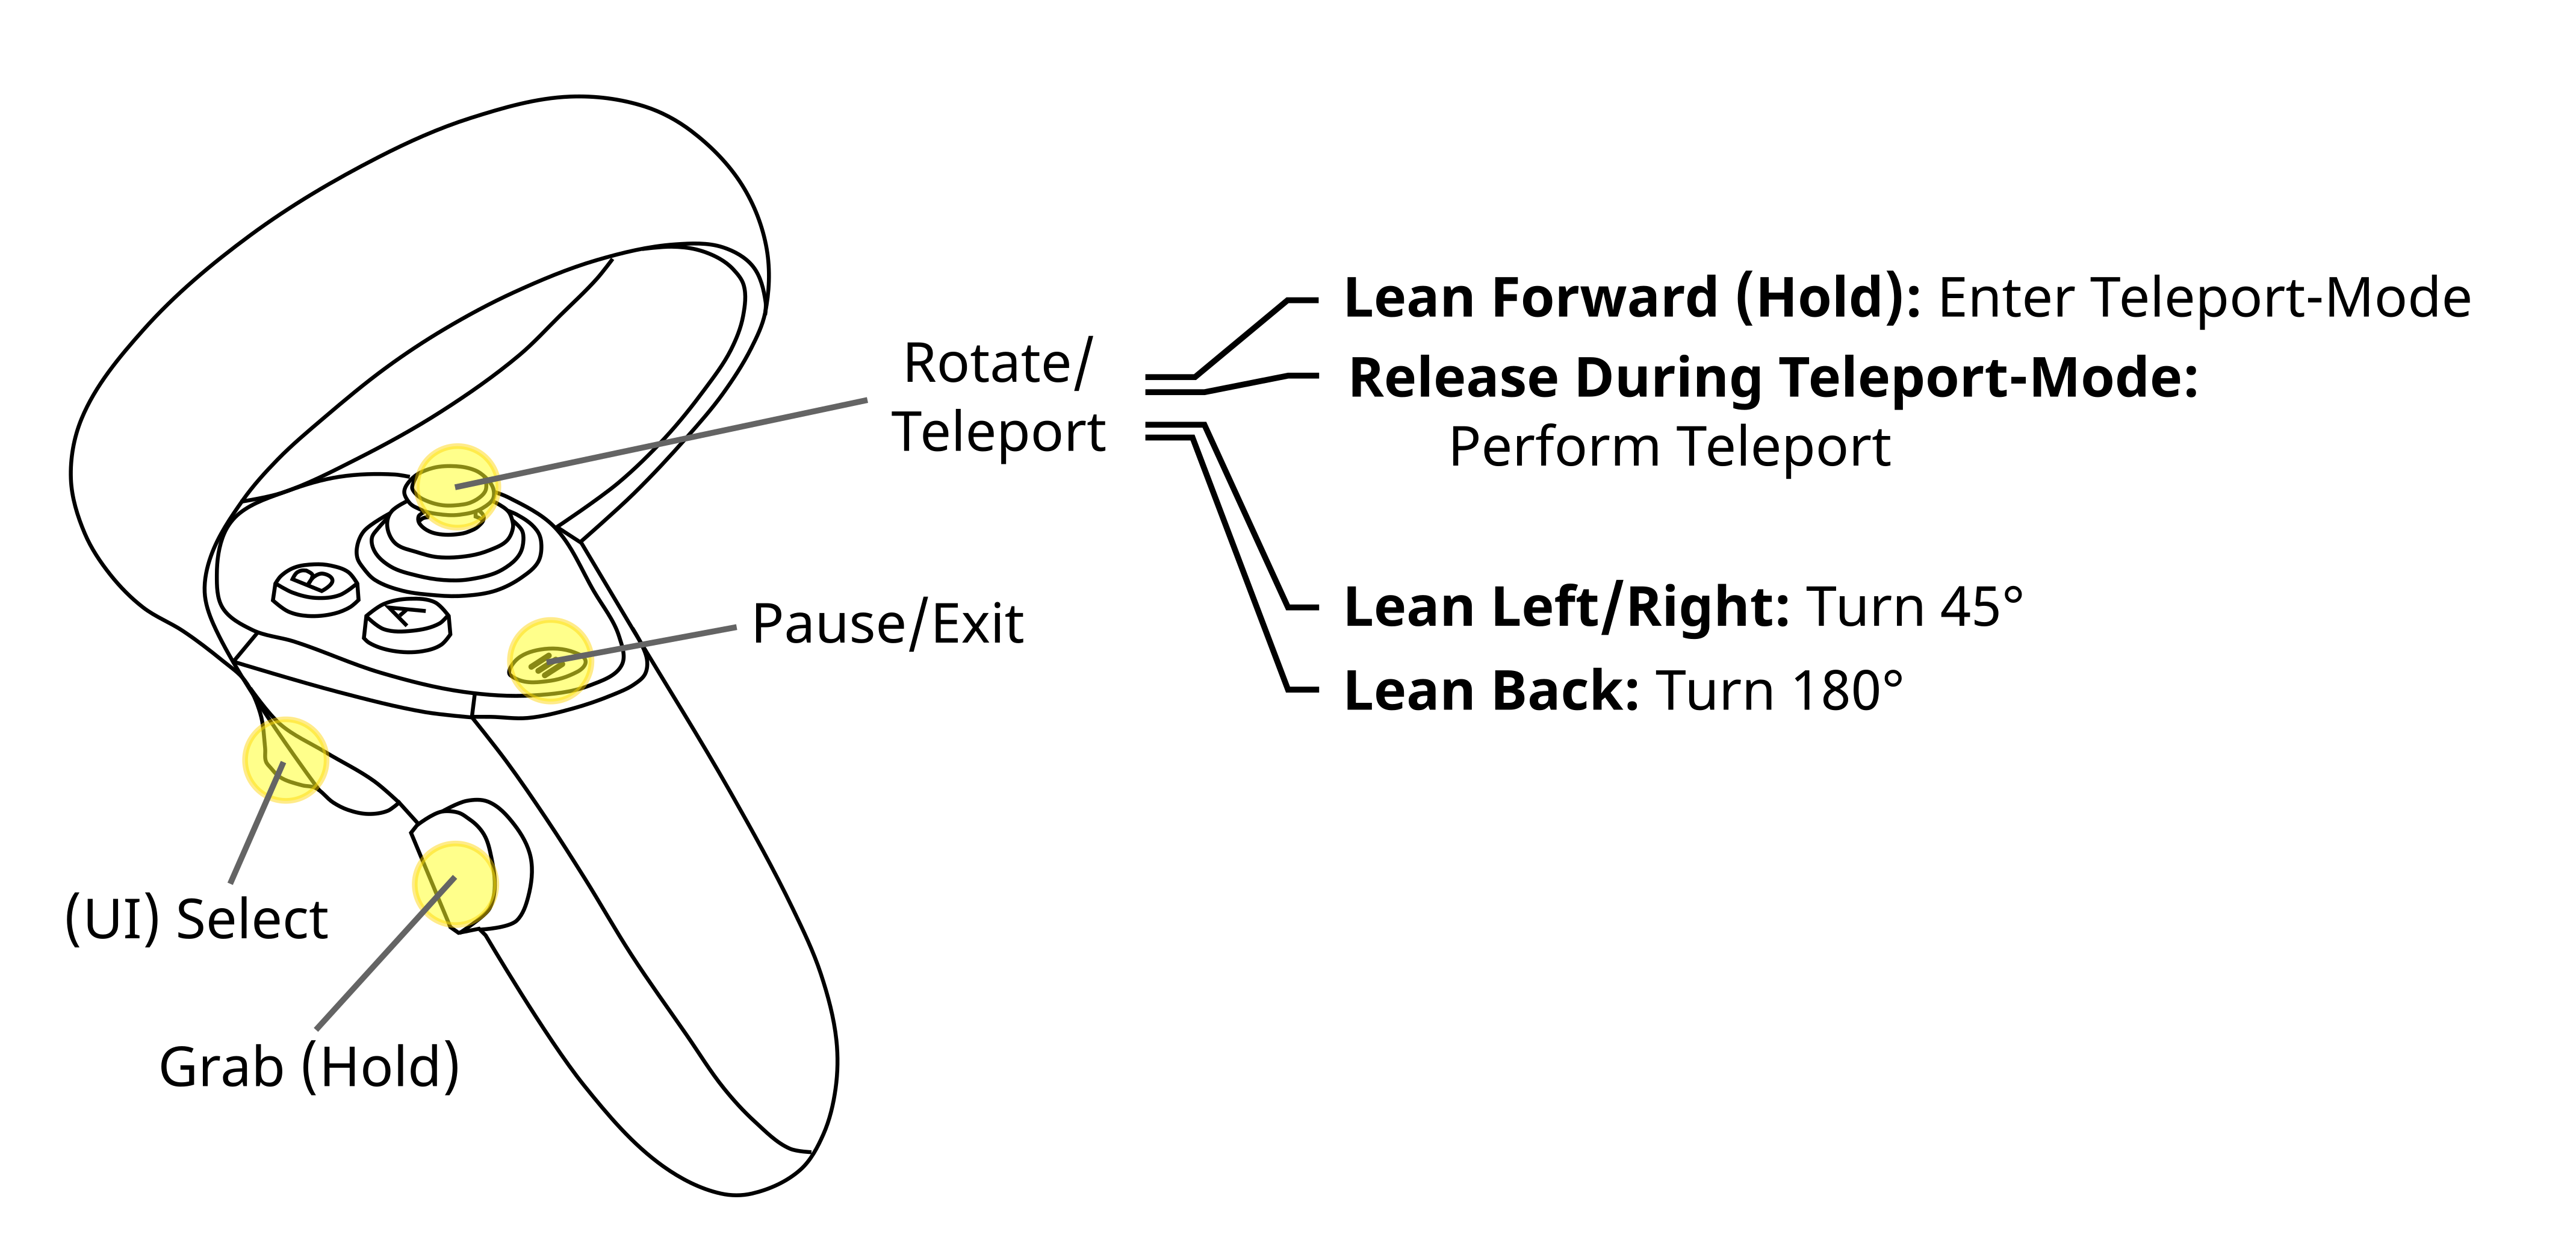 Rotate/
Teleport
Lean Forward (Hold): Enter Teleport-Mode
Release During Teleport-Mode:
Perform Teleport
Lean Left/Right: Turn 45°
Lean Back: Turn 180°
B
A
Pause/Exit
(UI) Select
Grab (Hold)